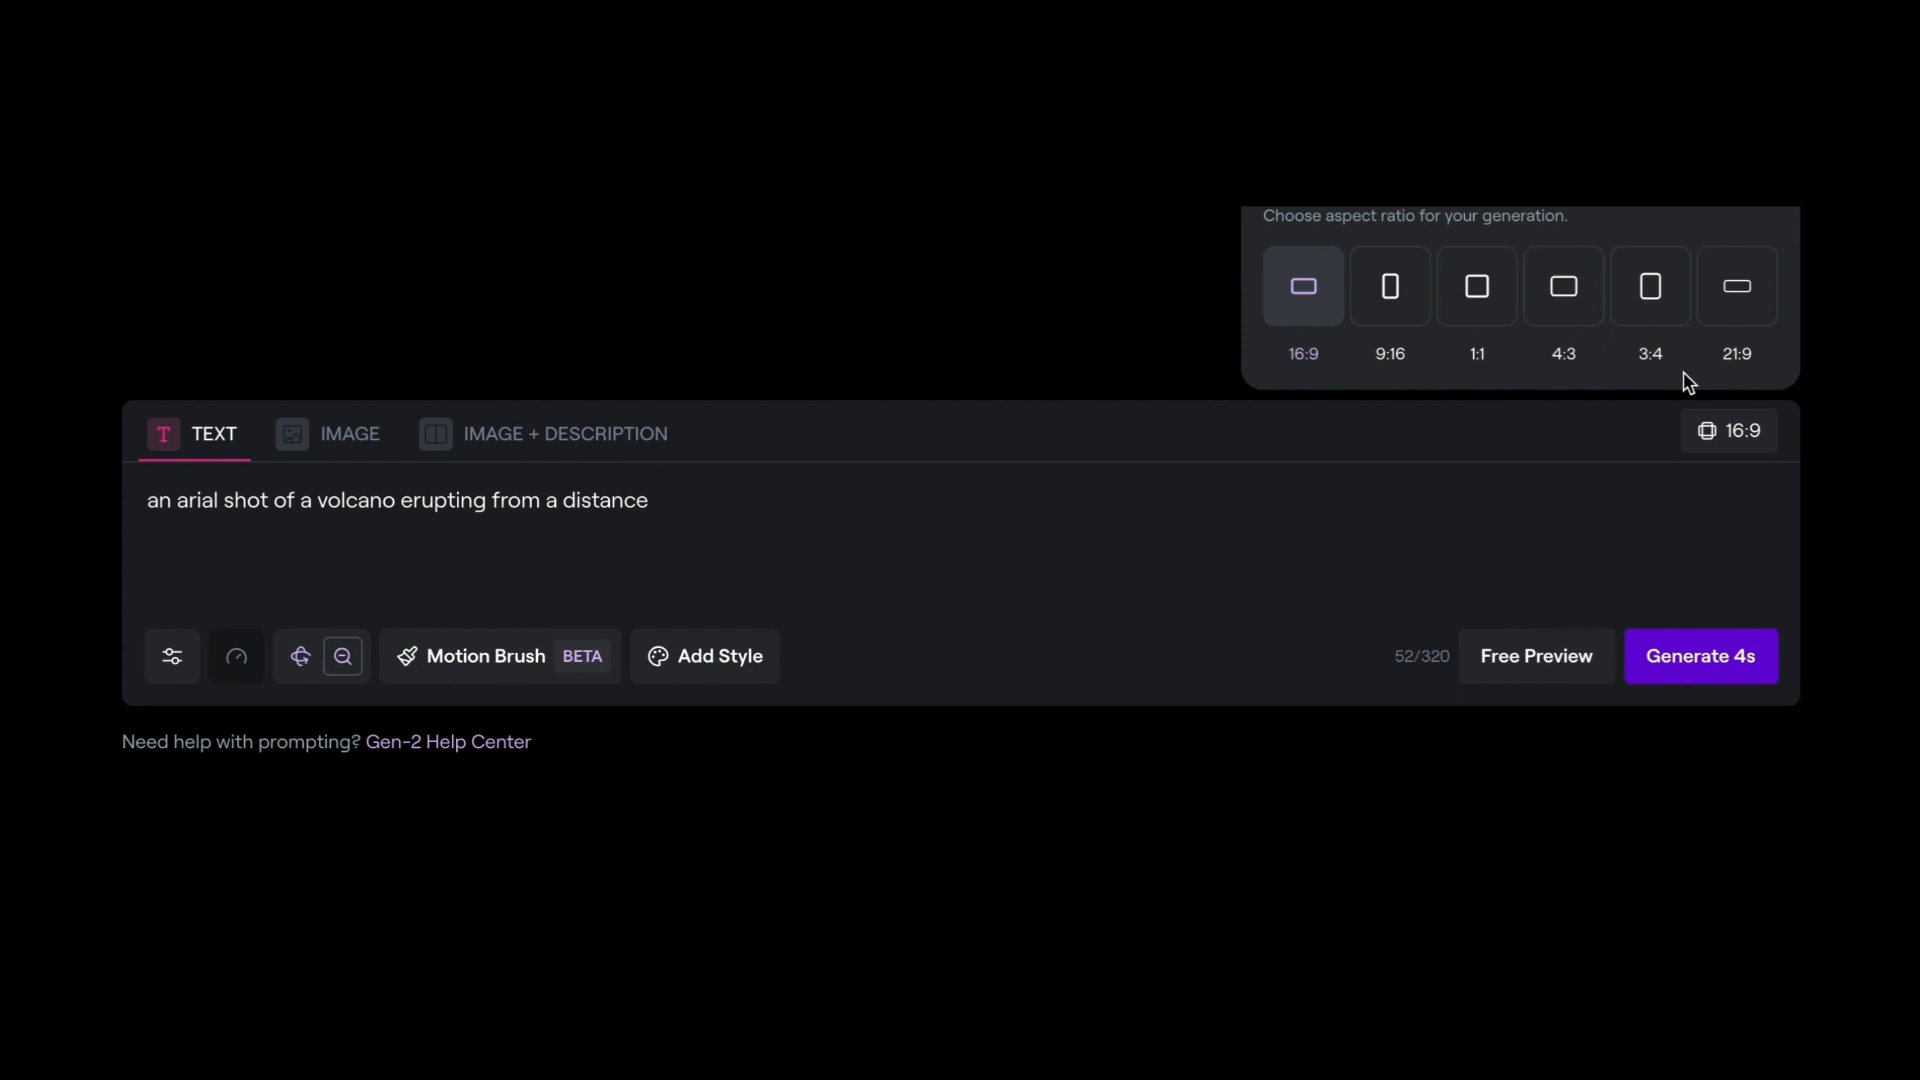 Choose aspect ratio for your generation.
16:9 9:16 1:1 4:3 3:4 21:9
T TEXT IMAGE IMAGE + DESCRIPTION 16:9
an arial shot of a volcano erupting from a distance
Motion Brush BETA Add Style 52/320 Free Preview Generate 4s
Need help with prompting? Gen-2 Help Center